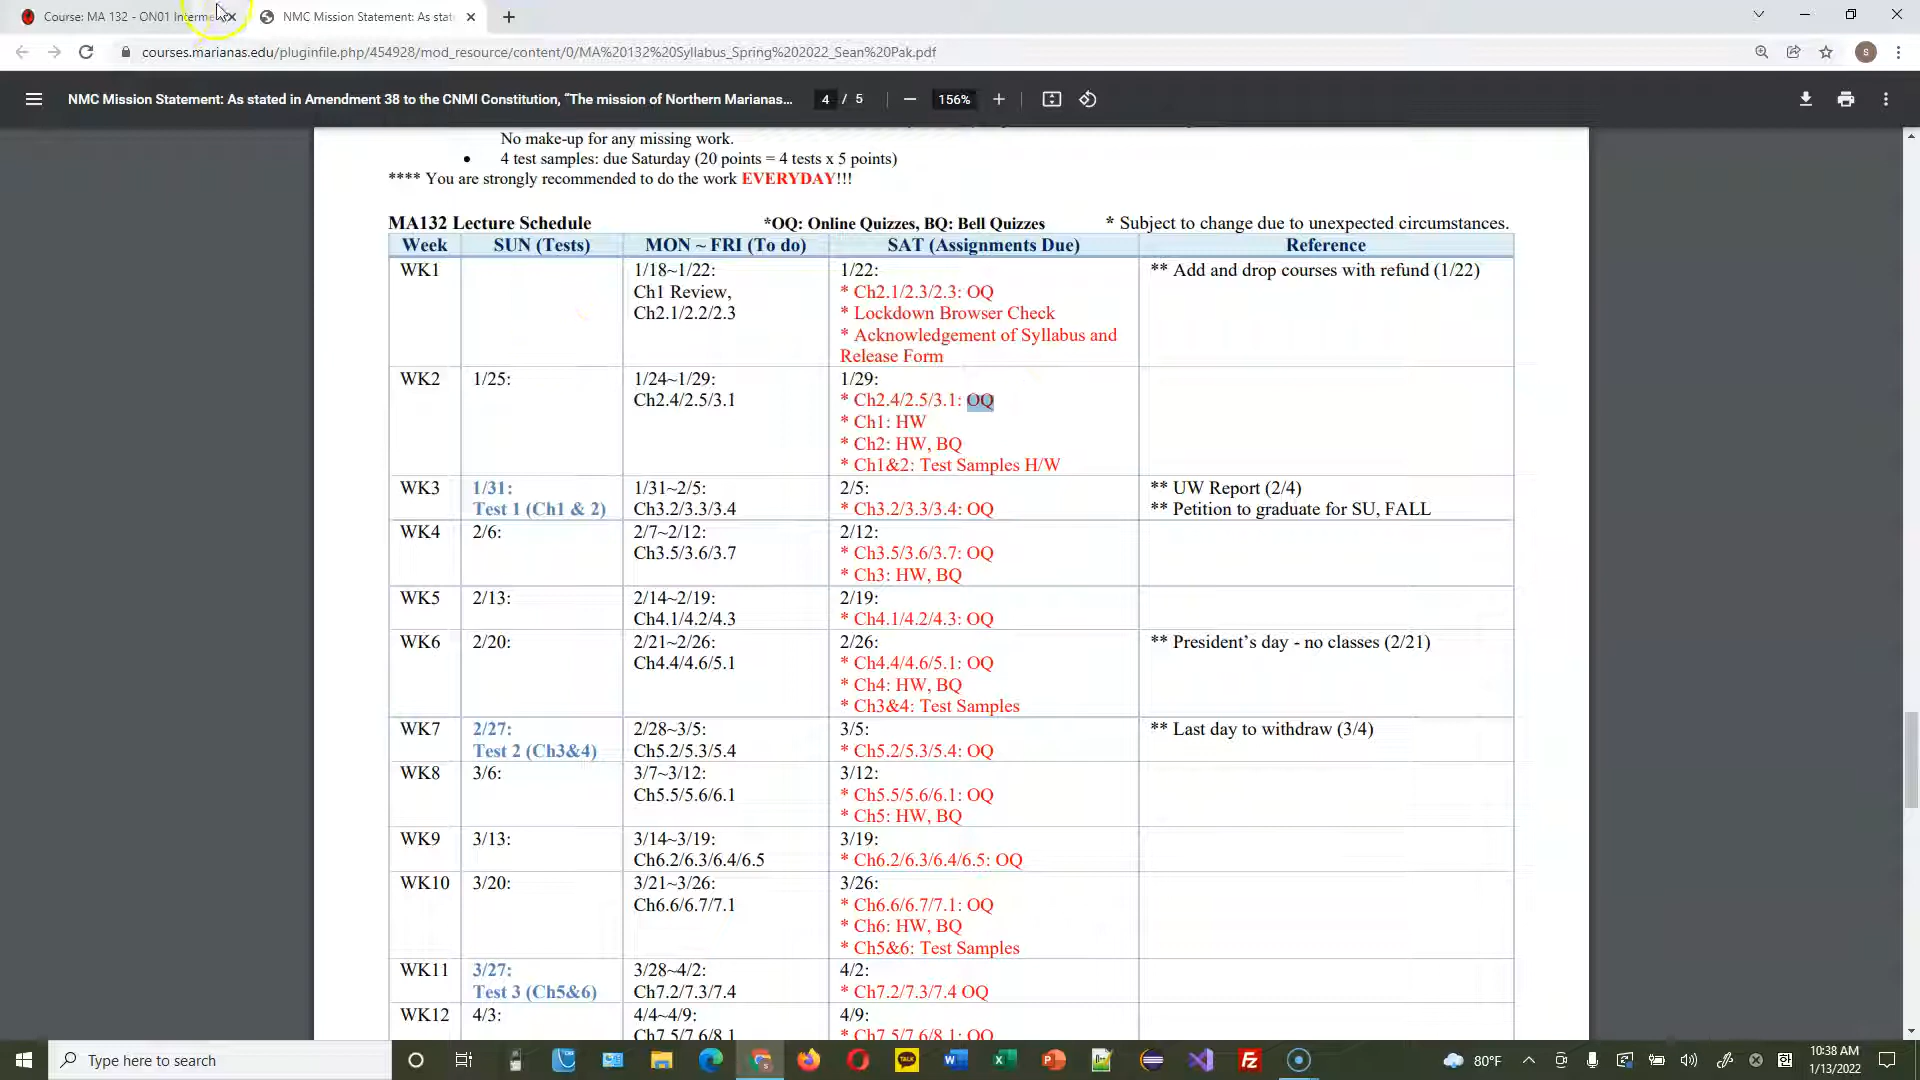 Course: MA 132 - ON01 Interme
NMC Mission Statement: As stat
courses.marianas.edu/pluginfile.php/454928/mod_resource/content/0/MA%20132%20Syllabus_Spring%202022_Sean%20Pak.pdf
S
NMC Mission Statement: As stated in Amendment 38 to the CNMI Constitution, “The mission of Northern Marianas...
4 / 5
156%
No make-up for any missing work.
• 4 test samples: due Saturday (20 points = 4 tests x 5 points)
**** You are strongly recommended to do the work EVERYDAY!!!
MA132 Lecture Schedule *OQ: Online Quizzes, BQ: Bell Quizzes * Subject to change due to unexpected circumstances.
Week SUN (Tests) MON ~ FRI (To do) SAT (Assignments Due) Reference
WK1 1/18~1/22: 1/22: ** Add and drop courses with refund (1/22)
Ch1 Review, * Ch2.1/2.3/2.3: OQ
Ch2.1/2.2/2.3 * Lockdown Browser Check
* Acknowledgement of Syllabus and
Release Form
WK2 1/25: 1/24~1/29: 1/29:
Ch2.4/2.5/3.1 * Ch2.4/2.5/3.1: OQ
* Ch1: HW
* Ch2: HW, BQ
* Ch1&2: Test Samples H/W
WK3 1/31: 1/31~2/5: 2/5: ** UW Report (2/4)
Test 1 (Ch1 & 2) Ch3.2/3.3/3.4 * Ch3.2/3.3/3.4: OQ ** Petition to graduate for SU, FALL
WK4 2/6: 2/7~2/12: 2/12:
Ch3.5/3.6/3.7 * Ch3.5/3.6/3.7: OQ
* Ch3: HW, BQ
WK5 2/13: 2/14~2/19: 2/19:
Ch4.1/4.2/4.3 * Ch4.1/4.2/4.3: OQ
WK6 2/20: 2/21~2/26: 2/26: ** President’s day - no classes (2/21)
Ch4.4/4.6/5.1 * Ch4.4/4.6/5.1: OQ
* Ch4: HW, BQ
* Ch3&4: Test Samples
WK7 2/27: 2/28~3/5: 3/5: ** Last day to withdraw (3/4)
Test 2 (Ch3&4) Ch5.2/5.3/5.4 * Ch5.2/5.3/5.4: OQ
WK8 3/6: 3/7~3/12: 3/12:
Ch5.5/5.6/6.1 * Ch5.5/5.6/6.1: OQ
* Ch5: HW, BQ
WK9 3/13: 3/14~3/19: 3/19:
Ch6.2/6.3/6.4/6.5 * Ch6.2/6.3/6.4/6.5: OQ
WK10 3/20: 3/21~3/26: 3/26:
Ch6.6/6.7/7.1 * Ch6.6/6.7/7.1: OQ
* Ch6: HW, BQ
* Ch5&6: Test Samples
WK11 3/27: 3/28~4/2: 4/2:
Test 3 (Ch5&6) Ch7.2/7.3/7.4 * Ch7.2/7.3/7.4 OQ
WK12 4/3: 4/4~4/9: 4/9:
Ch7.5/7.6/8.1 * Ch7.5/7.6/8.1: OQ
Type here to search
TALK
80°F
10:38 AM
1/13/2022